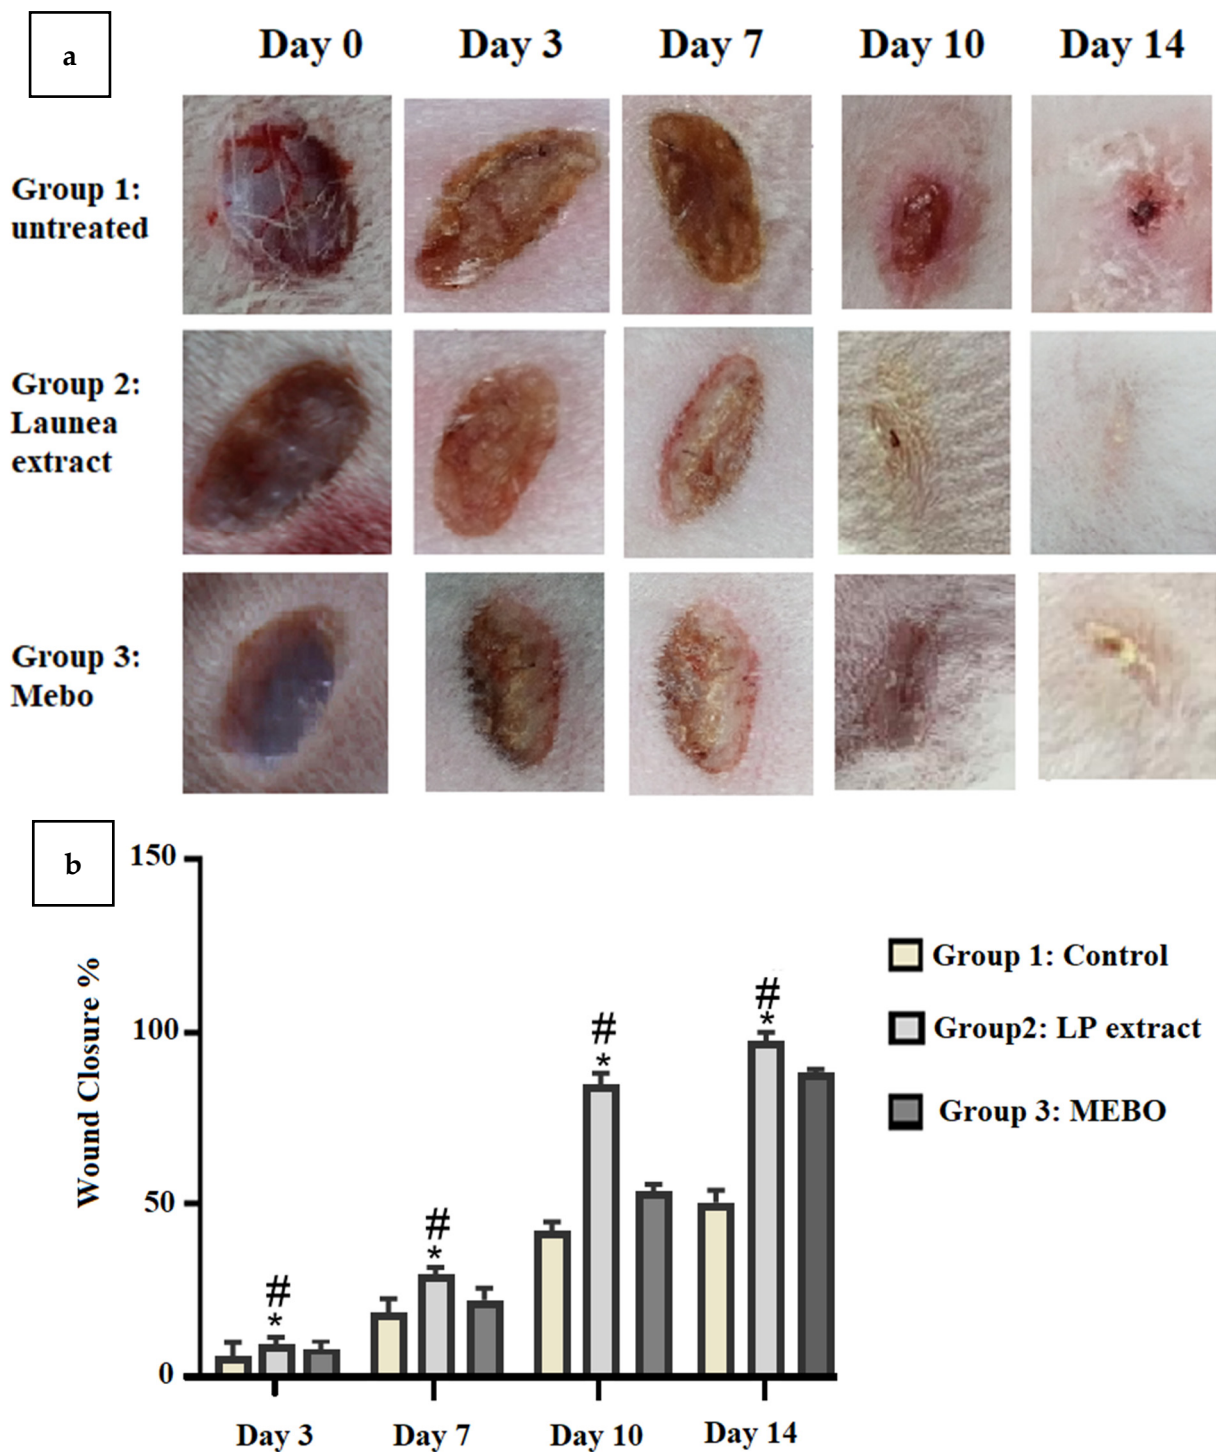 a
Day 0
Day 3
Day 7
Day 10
Day 14
Group 1:
untreated
Group 2:
Launea
extract
Group 3:
Mebo
b
150
100
50
0
Wound Closure %
#
*
#
*
#
*
#
*
Day 3
Day 7
Day 10
Day 14
Group 1: Control
Group2: LP extract
Group 3: MEBO